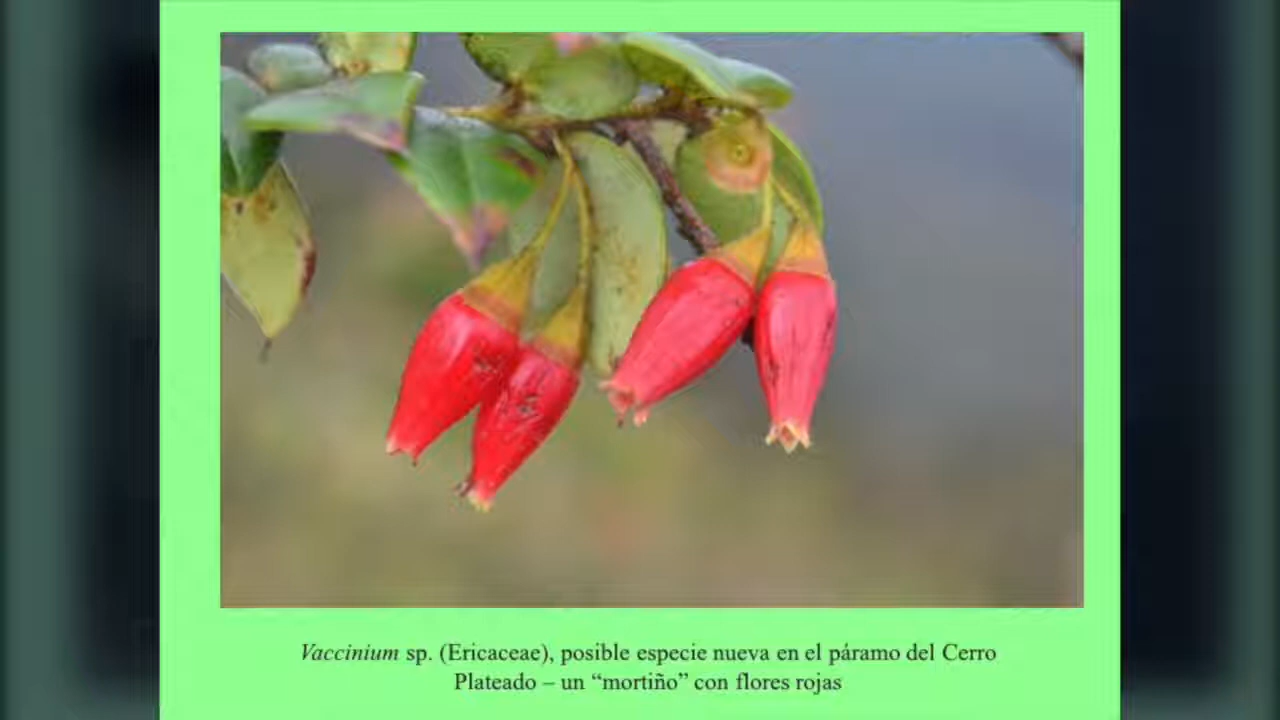 Vaccinium sp. (Ericaceae), posible especie nueva en el páramo del Cerro
Plateado – un “mortiño” con flores rojas